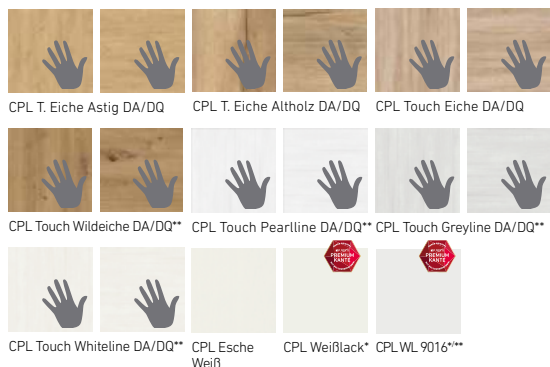 CPL T. Eiche Astig DA/DQ
CPL T. Eiche Altholz DA/DQ
CPL Touch Eiche DA/DQ
CPL Touch Wildeiche DA/DQ**
CPL Touch Pearlline DA/DQ**
CPL Touch Greyline DA/DQ**
PREMIUM
KANTE
PREMIUM
KANTE
CPL Touch Whiteline DA/DQ**
CPL Esche
Weiß
CPL Weißlack*
CPL WL 9016*/**